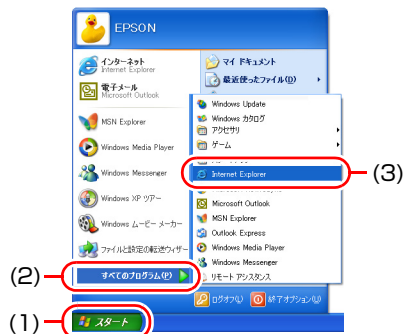 EPSON
インターネット
Internet Explorer
電子メール
Microsoft Outlook
MSN Explorer
Windows Media Player
Windows Messenger
Windows XP ツアー
Windows ムービー メーカー
ファイルと設定の転送ウィザー
(2)
すべてのプログラム(P)
マイ ドキュメント
最近使ったファイル(D)
Windows Update
Windows カタログ
アクセサリ
ゲーム
Internet Explorer
(3)
Microsoft Outlook
MSN Explorer
Outlook Express
Windows Media Player
Windows Messenger
リモート アシスタンス
ログオフ(L)
終了オプション(U)
(1)
スタート